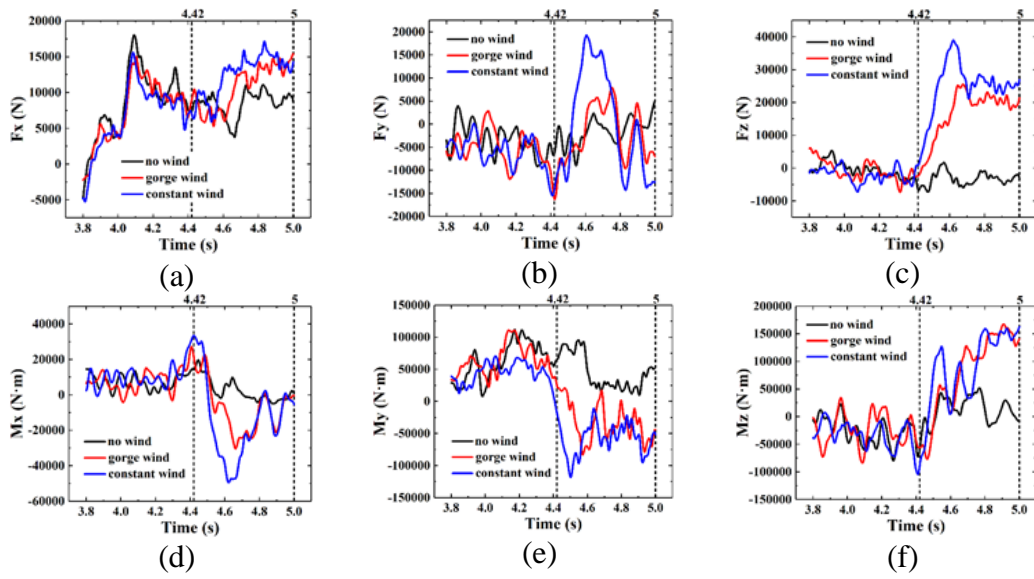 4.42 5
20000
15000
10000
5000
0
-5000
Fx (N)
no wind
gorge wind
constant wind
3.8 4.0 4.2 4.4 4.6 4.8 5.0
Time (s)
(a)
4.42 5
20000
15000
10000
5000
0
-5000
-10000
-15000
-20000
Fy (N)
no wind
gorge wind
constant wind
3.8 4.0 4.2 4.4 4.6 4.8 5.0
Time (s)
(b)
4.42 5
40000
30000
20000
10000
0
-10000
Fz (N)
no wind
gorge wind
constant wind
3.8 4.0 4.2 4.4 4.6 4.8 5.0
Time (s)
(c)
4.42 5
40000
20000
0
-20000
-40000
-60000
Mx (N·m)
no wind
gorge wind
constant wind
3.8 4.0 4.2 4.4 4.6 4.8 5.0
Time (s)
(d)
4.42 5
150000
100000
50000
0
-50000
-100000
-150000
My (N·m)
no wind
gorge wind
constant wind
3.8 4.0 4.2 4.4 4.6 4.8 5.0
Time (s)
(e)
4.42 5
200000
150000
100000
50000
0
-50000
-100000
-150000
Mz (N·m)
no wind
gorge wind
constant wind
3.8 4.0 4.2 4.4 4.6 4.8 5.0
Time (s)
(f)